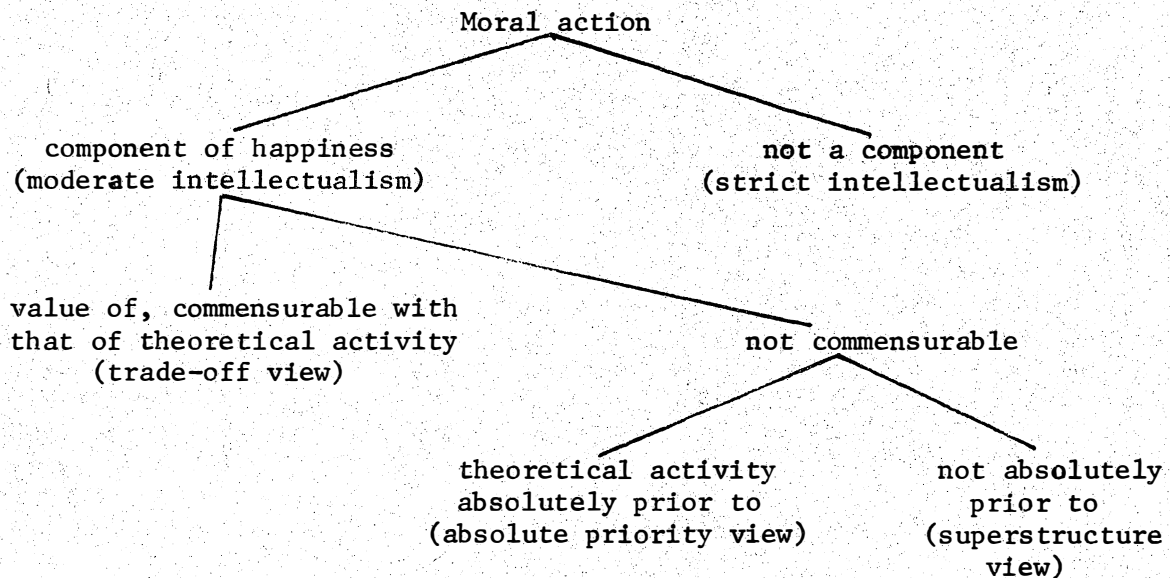 Moral action
component of happiness
(moderate intellectualism)
not a component
(strict intellectualism)
value of, commensurable with
that of theoretical activity
(trade-off view)
not commensurable
theoretical activity
absolutely prior to
(absolute priority view)
not absolutely
prior to
(superstructure
view)